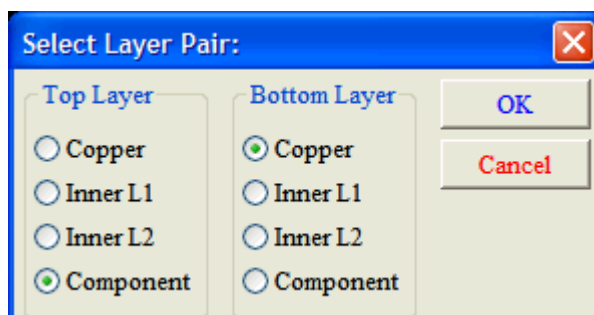 Select Layer Pair:
Top Layer
Copper
Inner L1
Inner L2
Component
Bottom Layer
Copper
Inner L1
Inner L2
Component
OK
Cancel